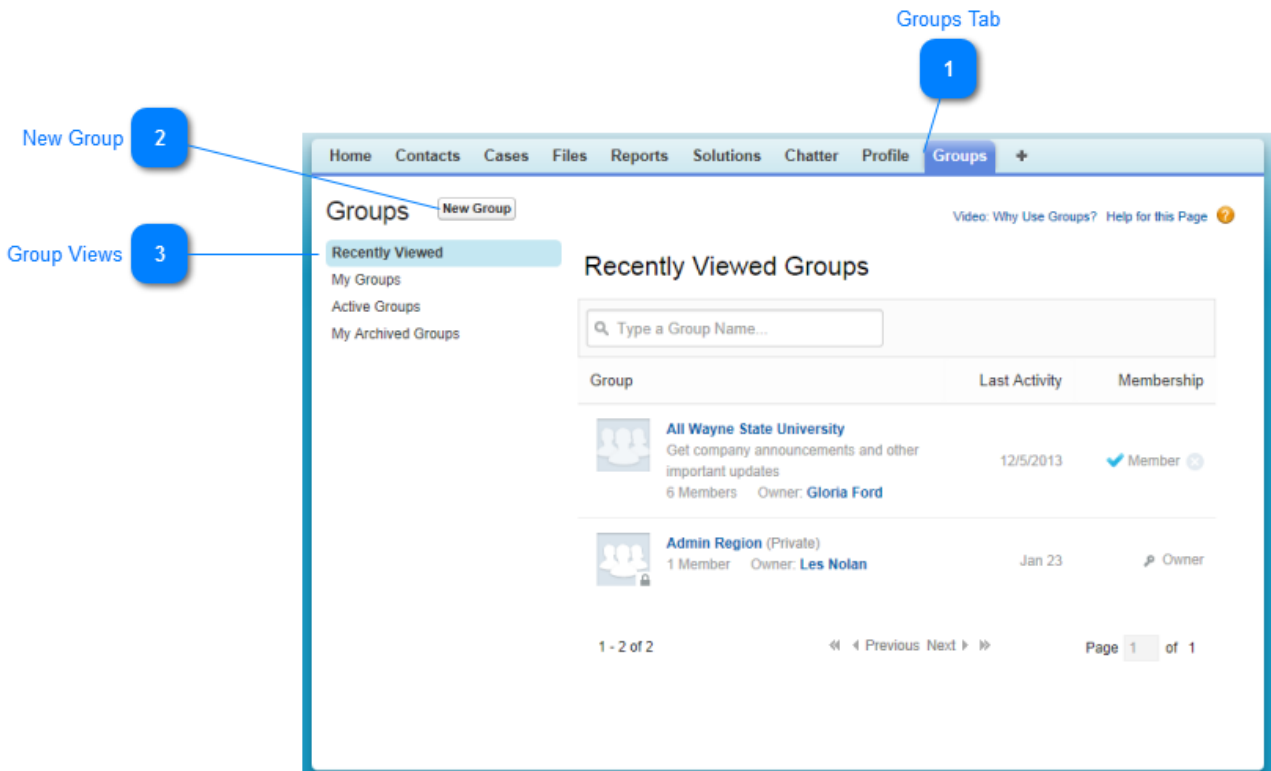 Groups Tab
1
New Group 2
Home Contacts Cases Files Reports Solutions Chatter Profile Groups +
Groups New Group
Video: Why Use Groups? Help for this Page ?
Group Views 3
Recently Viewed
My Groups
Active Groups
My Archived Groups
Recently Viewed Groups
Type a Group Name...
Group Last Activity Membership
All Wayne State University
Get company announcements and other
important updates
6 Members Owner: Gloria Ford
12/5/2013 Member
Admin Region (Private)
1 Member Owner: Les Nolan
Jan 23 Owner
1 - 2 of 2 Previous Next Page 1 of 1